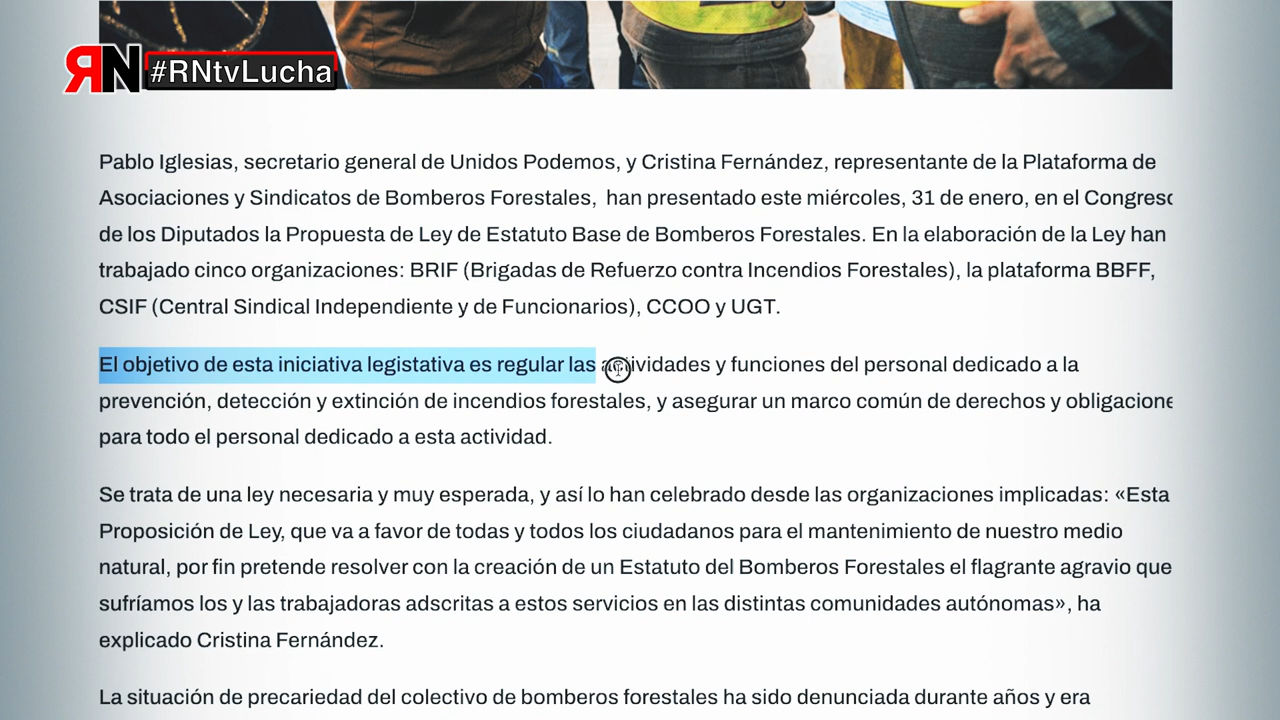 RN #RNtvLucha
Pablo Iglesias, secretario general de Unidos Podemos, y Cristina Fernández, representante de la Plataforma de
Asociaciones y Sindicatos de Bomberos Forestales, han presentado este miércoles, 31 de enero, en el Congreso
de los Diputados la Propuesta de Ley de Estatuto Base de Bomberos Forestales. En la elaboración de la Ley han
trabajado cinco organizaciones: BRIF (Brigadas de Refuerzo contra Incendios Forestales), la plataforma BBFF,
CSIF (Central Sindical Independiente y de Funcionarios), CCOO y UGT.
El objetivo de esta iniciativa legistativa es regular las actividades y funciones del personal dedicado a la
prevención, detección y extinción de incendios forestales, y asegurar un marco común de derechos y obligacione
para todo el personal dedicado a esta actividad.
Se trata de una ley necesaria y muy esperada, y así lo han celebrado desde las organizaciones implicadas: «Esta
Proposición de Ley, que va a favor de todas y todos los ciudadanos para el mantenimiento de nuestro medio
natural, por fin pretende resolver con la creación de un Estatuto del Bomberos Forestales el flagrante agravio que
sufríamos los y las trabajadoras adscritas a estos servicios en las distintas comunidades autónomas», ha
explicado Cristina Fernández.
La situación de precariedad del colectivo de bomberos forestales ha sido denunciada durante años y era